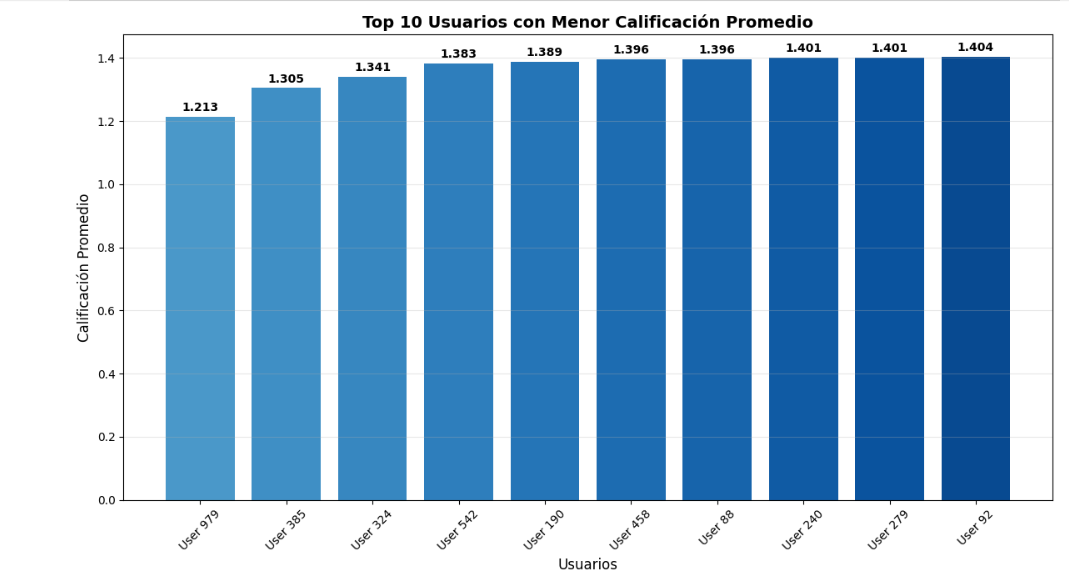 Top 10 Usuarios con Menor Calificación Promedio
1.213
1.305
1.341
1.383
1.389
1.396
1.396
1.401
1.401
1.404
Calificación Promedio
1.4
1.2
1.0
0.8
0.6
0.4
0.2
0.0
User 979
User 385
User 324
User 542
User 190
User 458
User 88
User 240
User 279
User 92
Usuarios